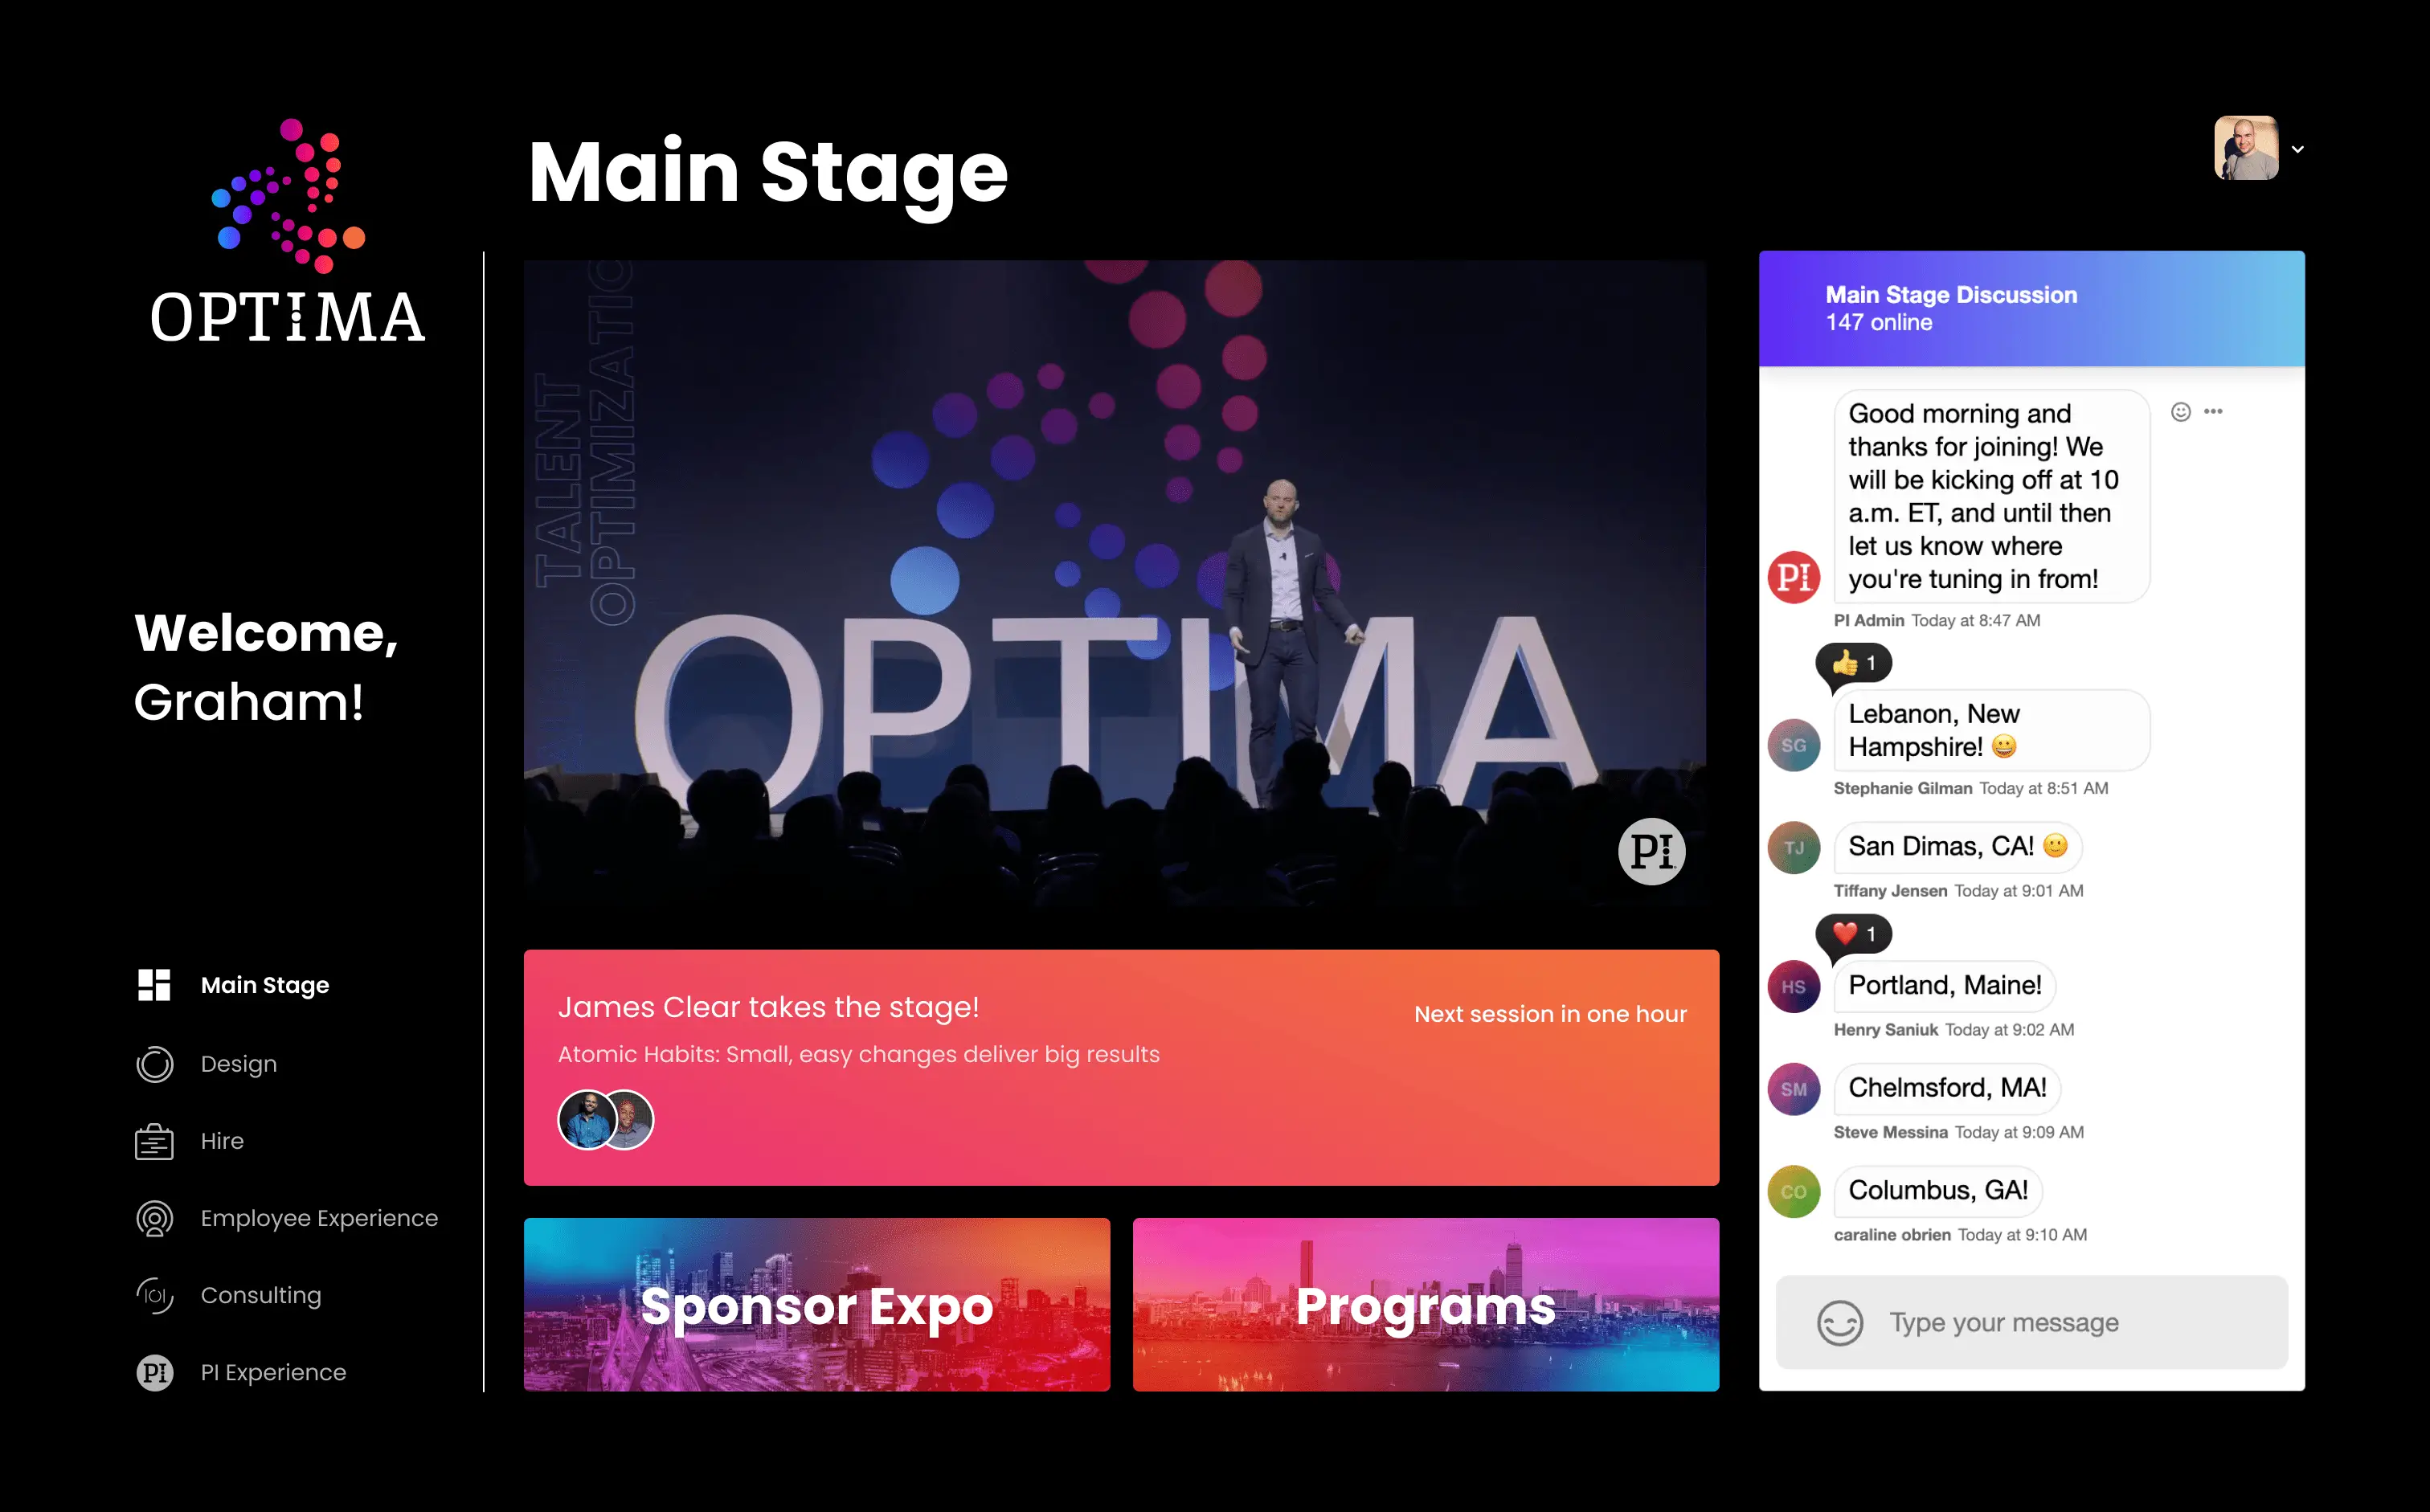 OPTIMA
Welcome,
Graham!
Main Stage
Design
Hire
Employee Experience
Consulting
PI Experience
Main Stage
TALENT
OPTIMIZATIO
OPTIMA
PI
James Clear takes the stage!
Next session in one hour
Atomic Habits: Small, easy changes deliver big results
Sponsor Expo
Programs
Main Stage Discussion
147 online
Good morning and
thanks for joining! We
will be kicking off at 10
a.m. ET, and until then
let us know where
you're tuning in from!
PI
PI Admin Today at 8:47 AM
👍 1
Lebanon, New
Hampshire! 😀
SG
Stephanie Gilman Today at 8:51 AM
TJ
San Dimas, CA! 🙂
Tiffany Jensen Today at 9:01 AM
❤️ 1
HS
Portland, Maine!
Henry Saniuk Today at 9:02 AM
SM
Chelmsford, MA!
Steve Messina Today at 9:09 AM
CO
Columbus, GA!
caraline obrien Today at 9:10 AM
Type your message